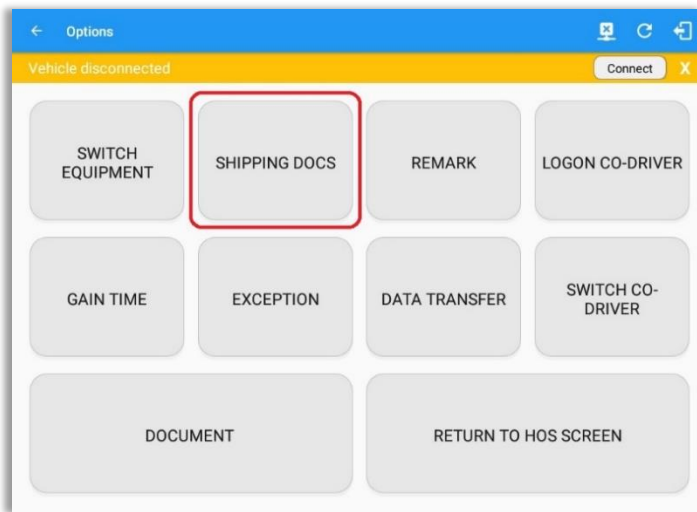 Options
Vehicle disconnected
Connect
X
SWITCH
EQUIPMENT
SHIPPING DOCS
REMARK
LOGON CO-DRIVER
GAIN TIME
EXCEPTION
DATA TRANSFER
SWITCH CO-
DRIVER
DOCUMENT
RETURN TO HOS SCREEN